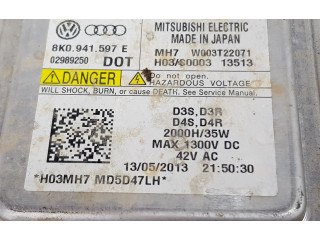 MITSUBISHI ELECTRIC
MADE IN JAPAN
8K0.941.597 E
02989250 DOT
MH7 W003T22071
H03/S0003 13513
DANGER
Do not open.
HAZARDOUS VOLTAGE
WILL SHOCK, BURN, or cause DEATH. See Service Manual.
D3S,D3R
D4S,D4R
2000H/35W
MAX 1300V DC
42V AC
13/05/2013 21:50:30
*H03MH7 MD5D47LH*